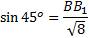 sin 45° = BB₁/√8